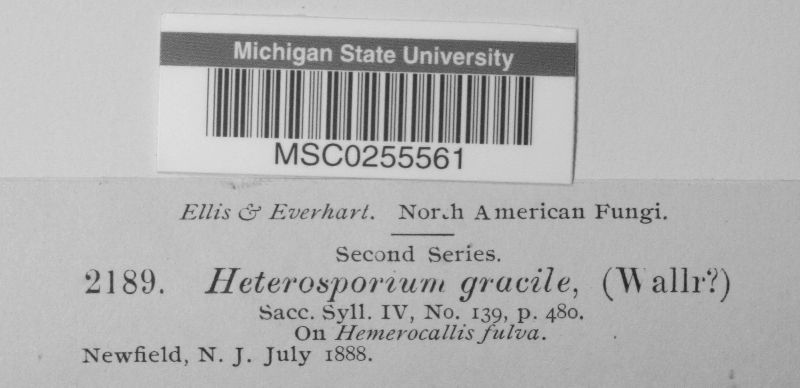 Michigan State University
MSC0255561
Ellis & Everhart. North American Fungi.
Second Series.
2189. Heterosporium gracile, (Wallr?)
Sacc. Syll. IV, No. 139, p. 480.
On Hemerocallis fulva.
Newfield, N. J. July 1888.